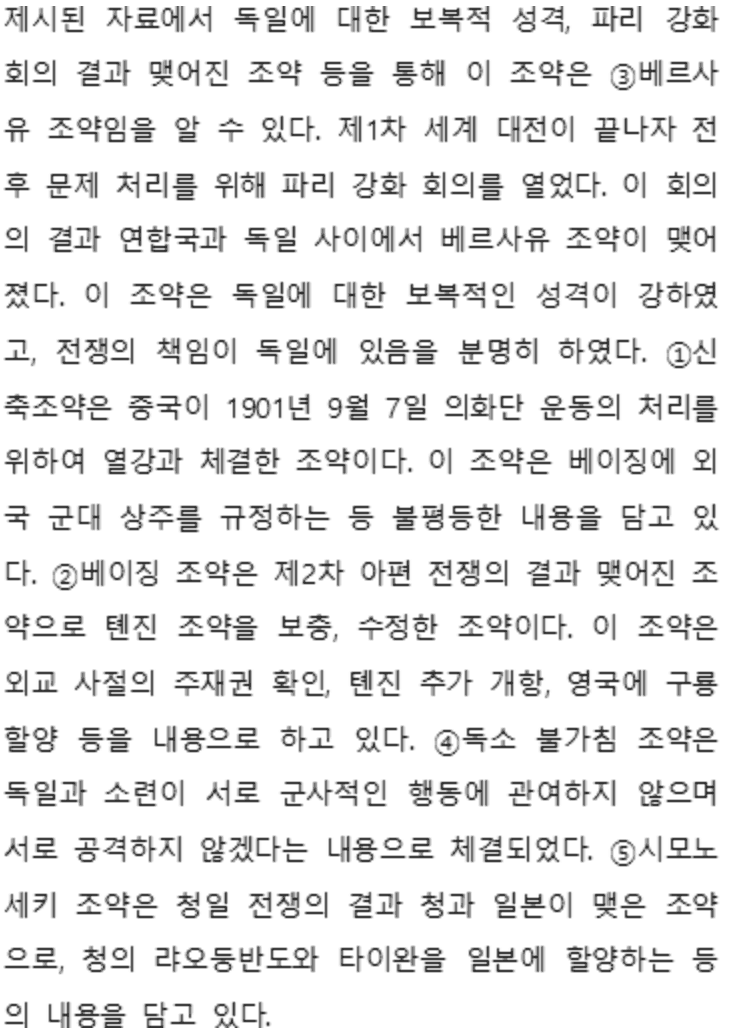 제시된 자료에서 독일에 대한 보복적 성격, 파리 강화
회의 결과 맺어진 조약 등을 통해 이 조약은 ③베르사
유 조약임을 알 수 있다. 제1차 세계 대전이 끝나자 전
후 문제 처리를 위해 파리 강화 회의를 열었다. 이 회의
의 결과 연합국과 독일 사이에서 베르사유 조약이 맺어
졌다. 이 조약은 독일에 대한 보복적인 성격이 강하였
고, 전쟁의 책임이 독일에 있음을 분명히 하였다. ①신
축조약은 중국이 1901년 9월 7일 의화단 운동의 처리를
위하여 열강과 체결한 조약이다. 이 조약은 베이징에 외
국 군대 상주를 규정하는 등 불평등한 내용을 담고 있
다. ②베이징 조약은 제2차 아편 전쟁의 결과 맺어진 조
약으로 톈진 조약을 보충, 수정한 조약이다. 이 조약은
외교 사절의 주재권 확인, 톈진 추가 개항, 영국에 구룡
할양 등을 내용으로 하고 있다. ④독소 불가침 조약은
독일과 소련이 서로 군사적인 행동에 관여하지 않으며
서로 공격하지 않겠다는 내용으로 체결되었다. ⑤시모노
세키 조약은 청일 전쟁의 결과 청과 일본이 맺은 조약
으로, 청의 랴오둥반도와 타이완을 일본에 할양하는 등
의 내용을 담고 있다.